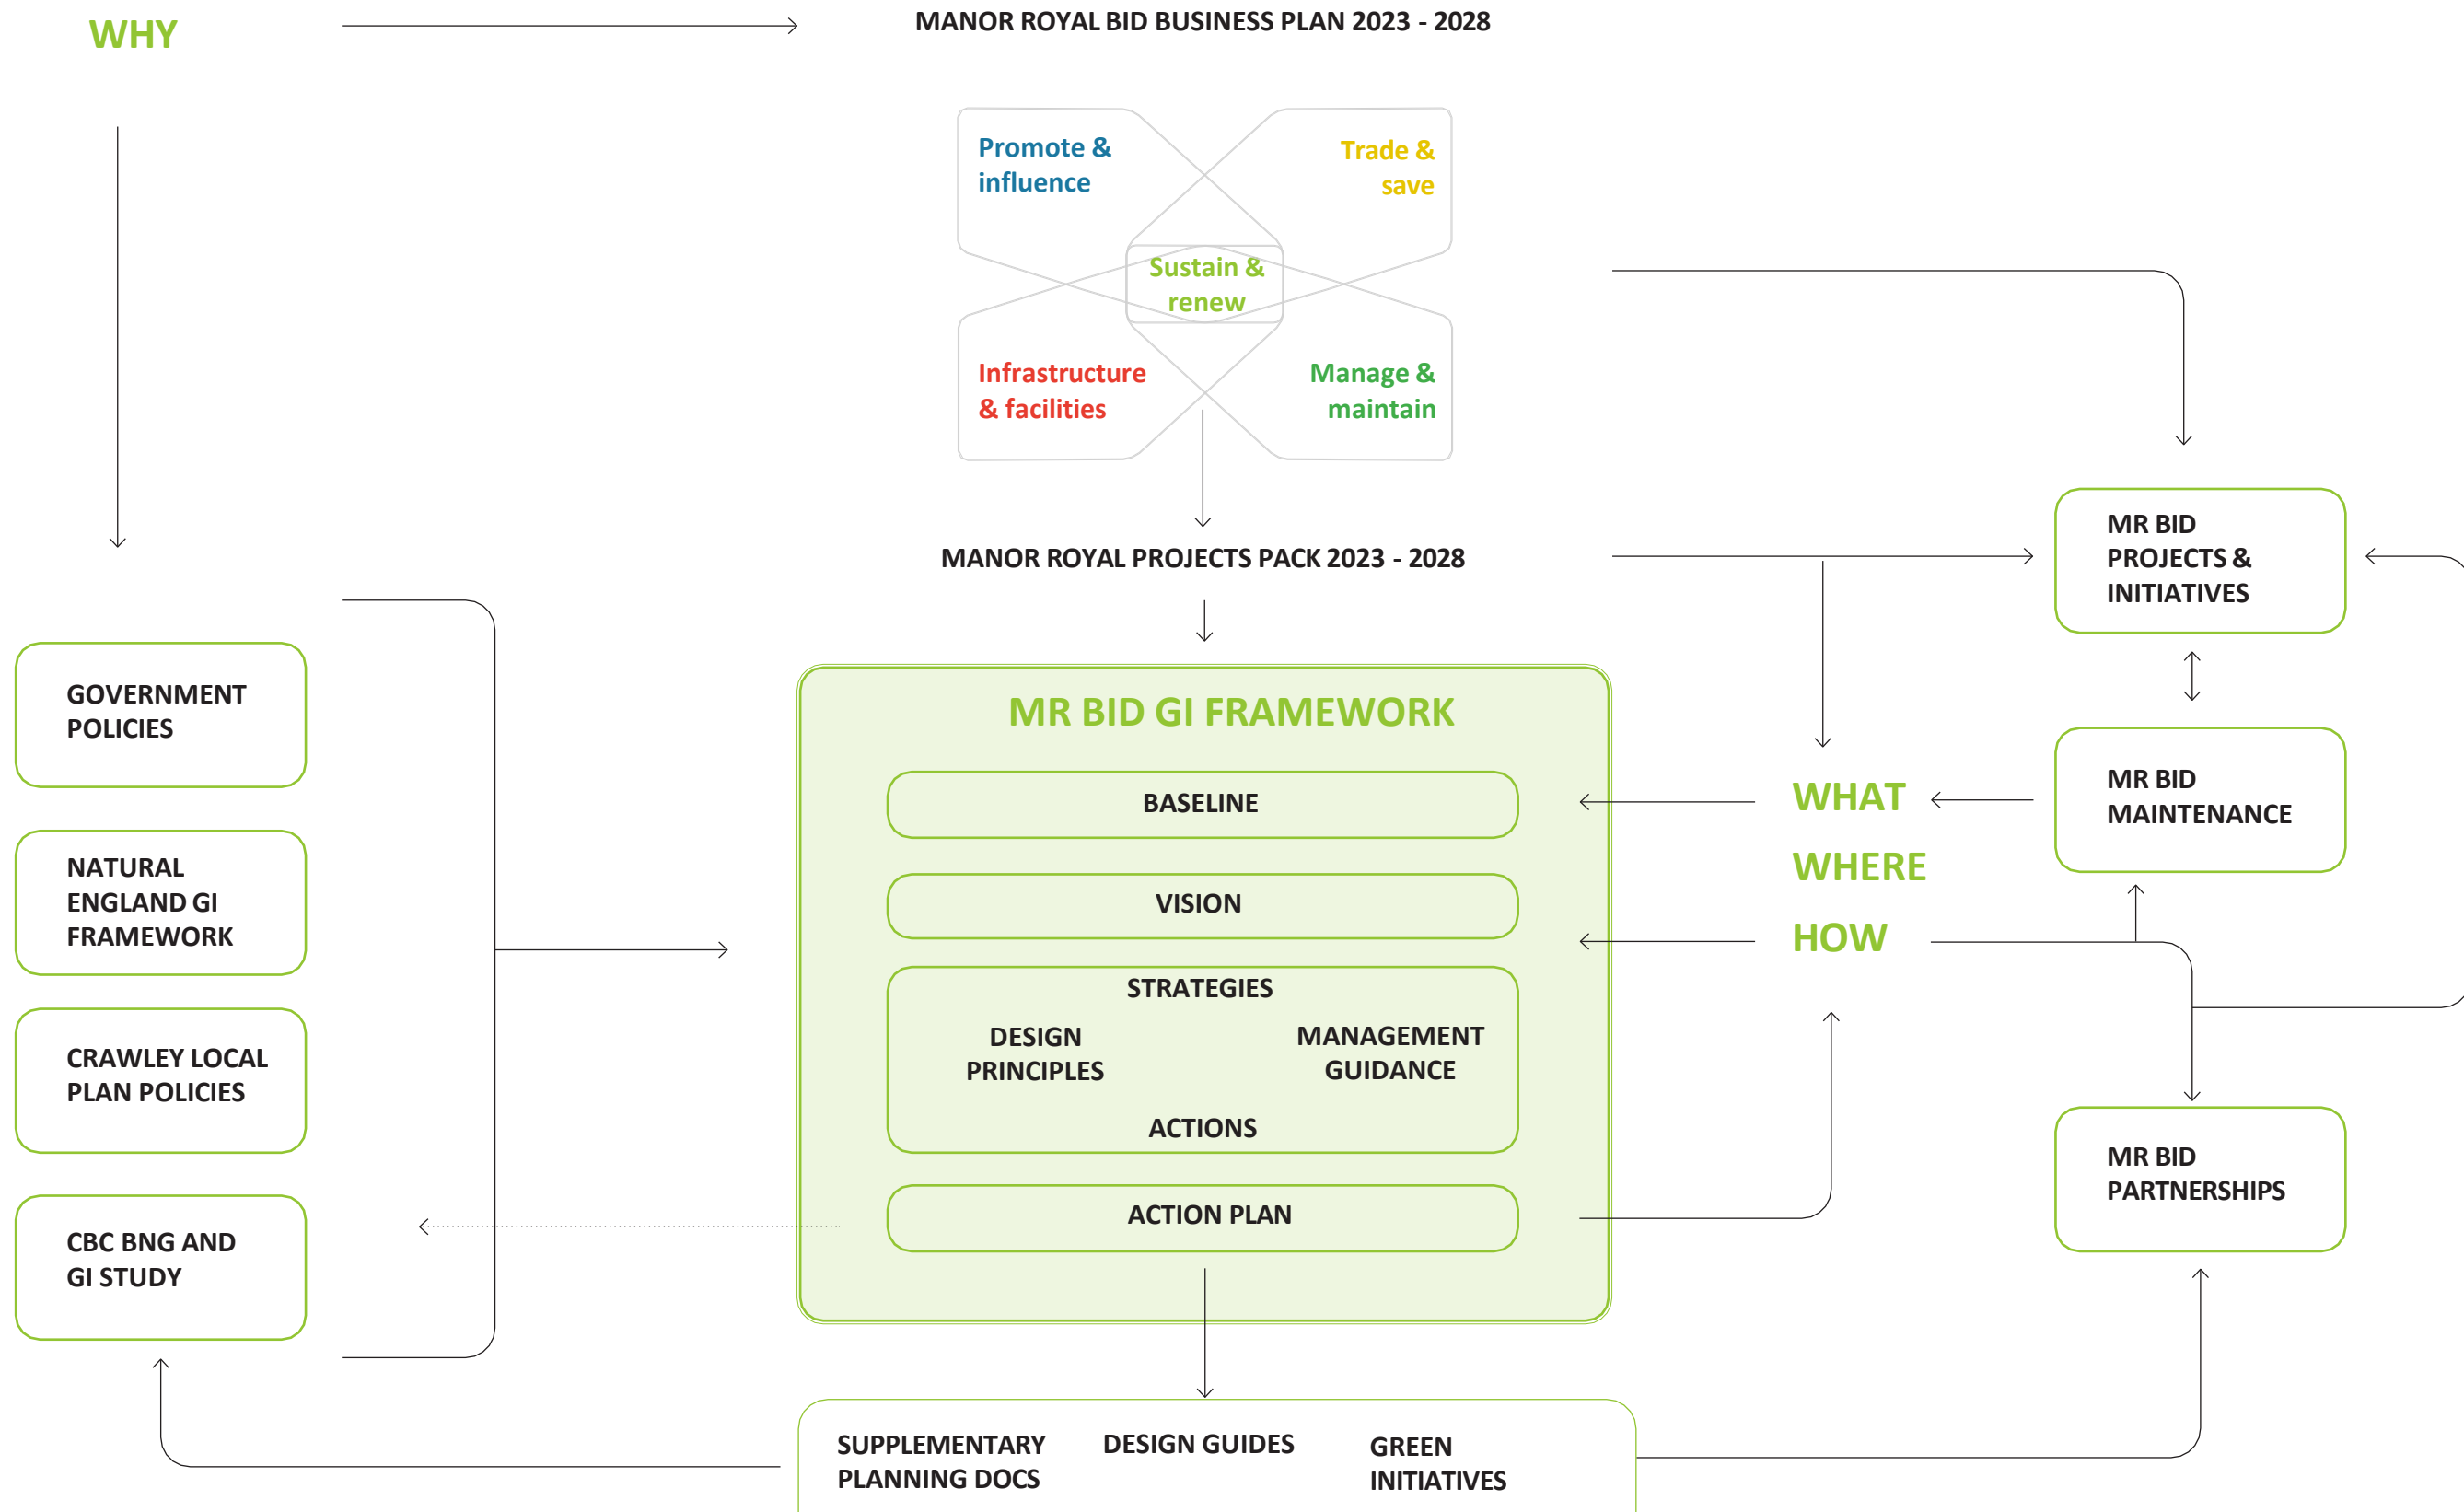 WHY
MANOR ROYAL BID BUSINESS PLAN 2023 - 2028
Promote &
influence
Trade &
save
Sustain &
renew
Infrastructure
& facilities
Manage &
maintain
MANOR ROYAL PROJECTS PACK 2023 - 2028
GOVERNMENT
POLICIES
NATURAL
ENGLAND GI
FRAMEWORK
CRAWLEY LOCAL
PLAN POLICIES
CBC BNG AND
GI STUDY
MR BID GI FRAMEWORK
BASELINE
VISION
STRATEGIES
DESIGN
PRINCIPLES
MANAGEMENT
GUIDANCE
ACTIONS
ACTION PLAN
WHAT
WHERE
HOW
MR BID
PROJECTS &
INITIATIVES
MR BID
MAINTENANCE
MR BID
PARTNERSHIPS
SUPPLEMENTARY
PLANNING DOCS
DESIGN GUIDES
GREEN
INITIATIVES